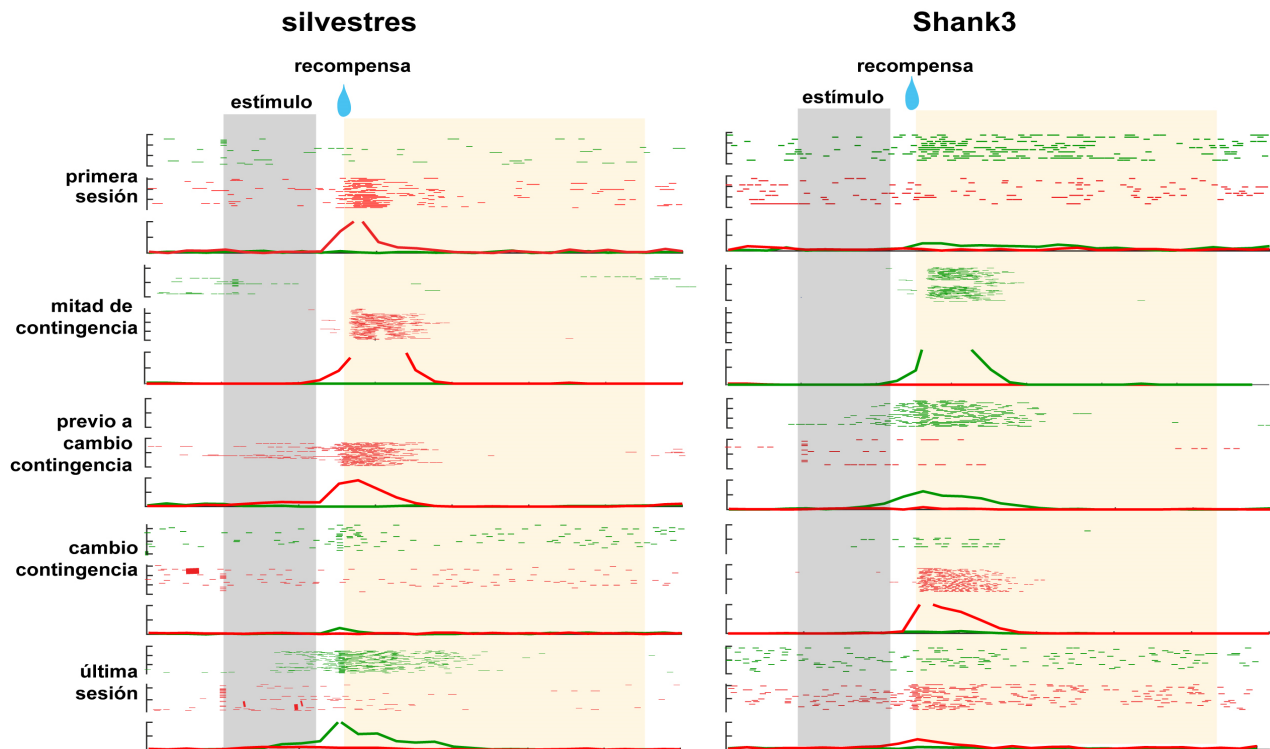 silvestres
Shank3
recompensa
recompensa
estímulo
estímulo
primera
sesión
mitad de
contingencia
previo a
cambio
contingencia
cambio
contingencia
última
sesión